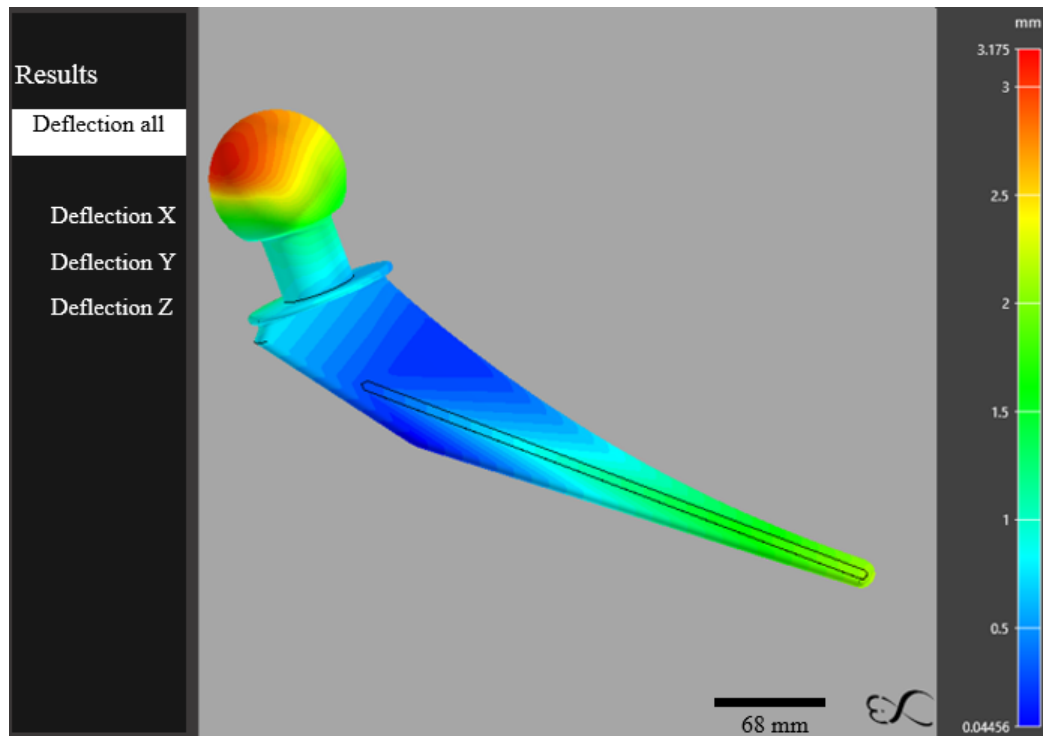 Results
Deflection all
Deflection X
Deflection Y
Deflection Z
mm
3.175
3
2.5
2
1.5
1
0.5
0.04456
68 mm